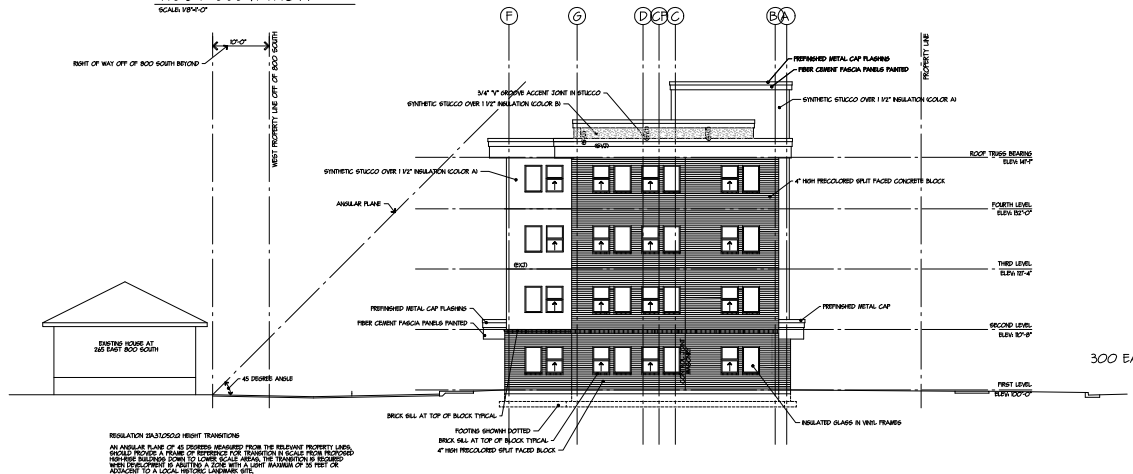 SCALE: 1/8"=1'-0"
F
G
D
CF
C
B
A
10'-0"
RIGHT OF WAY OFF OF 800 SOUTH BEYOND
WEST PROPERTY LINE OFF OF 800 SOUTH
PROPERTY LINE
PREFINISHED METAL CAP FLASHING
FIBER CEMENT FASCIA PANELS PAINTED
3/4" "V" GROOVE ACCENT JOINT IN STUCCO
SYNTHETIC STUCCO OVER 1 1/2" INSULATION (COLOR B)
SYNTHETIC STUCCO OVER 1 1/2" INSULATION (COLOR A)
(EXJ)
(EXJ)
(EXJ)
(EXJ)
ROOF TRUSS BEARING
ELEV: 141'-1"
SYNTHETIC STUCCO OVER 1 1/2" INSULATION (COLOR A)
4" HIGH PRECOLORED SPLIT FACED CONCRETE BLOCK
ANGULAR PLANE
FOURTH LEVEL
ELEV: 132'-0"
(EXJ)
THIRD LEVEL
ELEV: 121'-4"
PREFINISHED METAL CAP FLASHING
PREFINISHED METAL CAP
FIBER CEMENT FASCIA PANELS PAINTED
SECOND LEVEL
ELEV: 110'-8"
EXISTING HOUSE AT
265 EAST 800 SOUTH
300 EA
45 DEGREE ANGLE
FIRST LEVEL
ELEV: 100'-0"
BRICK SILL AT TOP OF BLOCK TYPICAL
INSULATED GLASS IN VINYL FRAMES
FOOTING SHOWN DOTTED
BRICK SILL AT TOP OF BLOCK TYPICAL
4" HIGH PRECOLORED SPLIT FACED BLOCK
REGULATION 21A.37.050.Q HEIGHT TRANSITIONS
AN ANGULAR PLANE OF 45 DEGREES MEASURED FROM THE RELEVANT PROPERTY LINES,
SHOULD PROVIDE A FRAME OF REFERENCE FOR TRANSITION IN SCALE FROM PROPOSED
HIGH-RISE BUILDINGS DOWN TO LOWER SCALE AREAS. THE TRANSITION IS REQUIRED
WHEN DEVELOPMENT IS ABUTTING A ZONE WITH A LIGHT MAXIMUM OF 35 FEET OR
ADJACENT TO A LOCAL HISTORIC LANDMARK SITE.